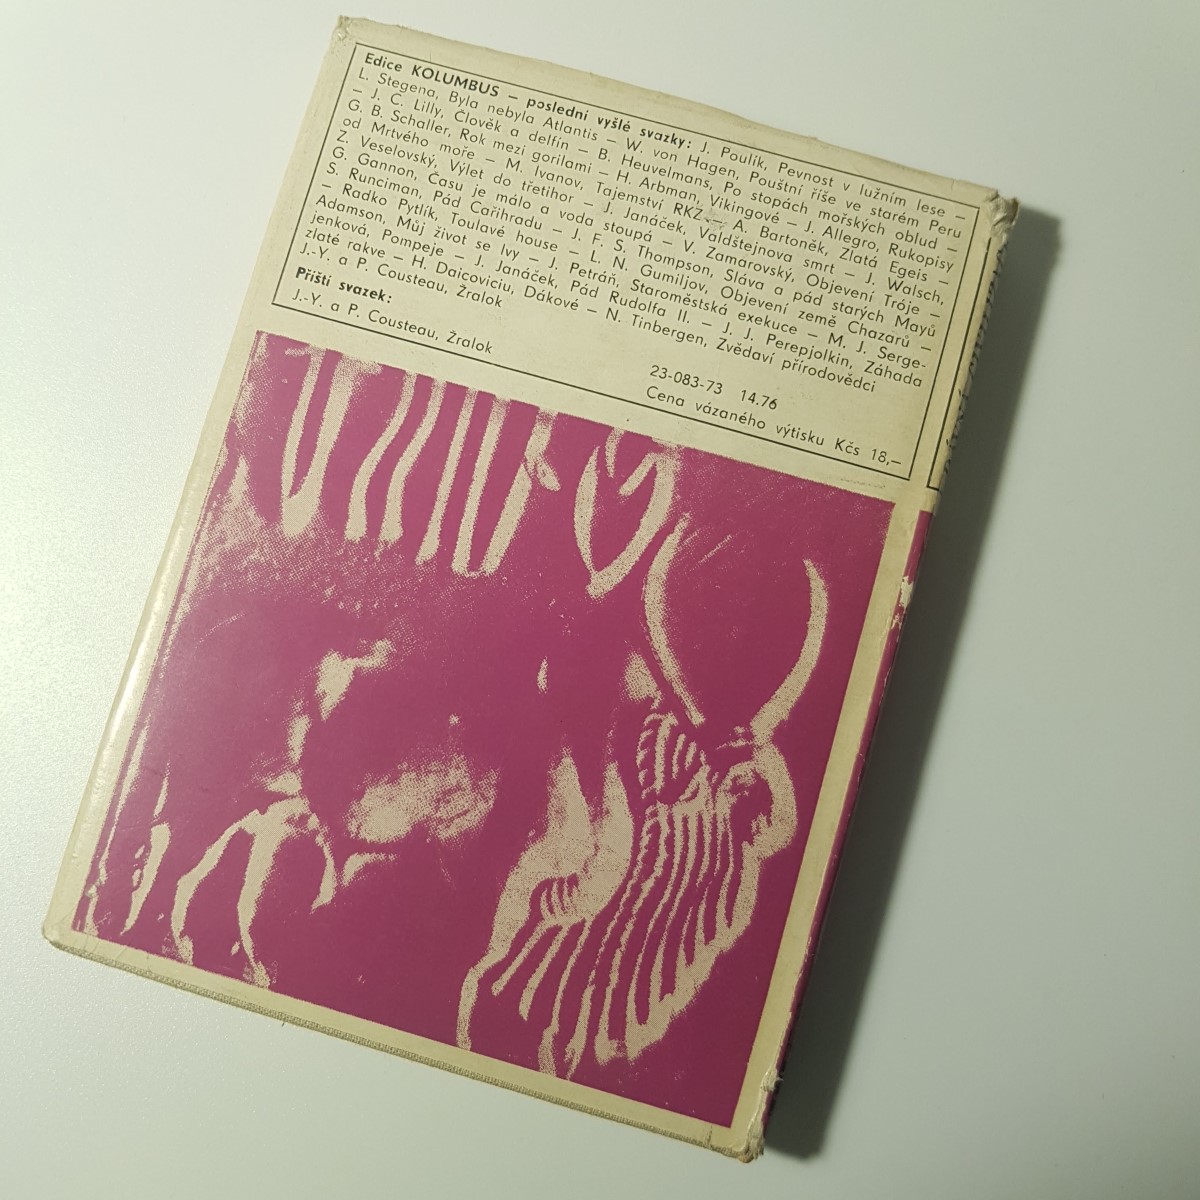 Edice KOLUMBUS — poslední vyšlé svazky: J. Poulík, Pevnost v lužním lese —
L. Stegena, Byla nebyla Atlantis — W. von Hagen, Pouštní říše ve starém Peru
— J. C. Lilly, Člověk a delfín — B. Heuvelmans, Po stopách mořských oblud —
G. B. Schaller, Rok mezi gorilami — H. Arbman, Vikingové — J. Allegro, Rukopisy
od Mrtvého moře — M. Ivanov, Tajemství RKZ — A. Bartoněk, Zlatá Egeis —
Z. Veselovský, Výlet do třetihor — J. Janáček, Valdštejnova smrt — J. Walsch,
G. Gannon, Času je málo a voda stoupá — V. Zamarovský, Objevení Tróje —
S. Runciman, Pád Cařihradu — J. F. S. Thompson, Sláva a pád starých Mayů
— Radko Pytlík, Toulavé house — L. N. Gumiljov, Objevení země Chazarů —
Adamson, Můj život se lvy — J. Petráň, Staroměstská exekuce — M. J. Serge-
jenková, Pompeje — J. Janáček, Pád Rudolfa II. — J. J. Perepjolkin, Záhada
zlaté rakve — H. Daicoviciu, Dákové — N. Tinbergen, Zvědaví přírodovědci
J.-Y. a P. Cousteau, Žralok
Příští svazek:
J.-Y. a P. Cousteau, Žralok
23-083-73 14.76
Cena vázaného výtisku Kčs 18,—